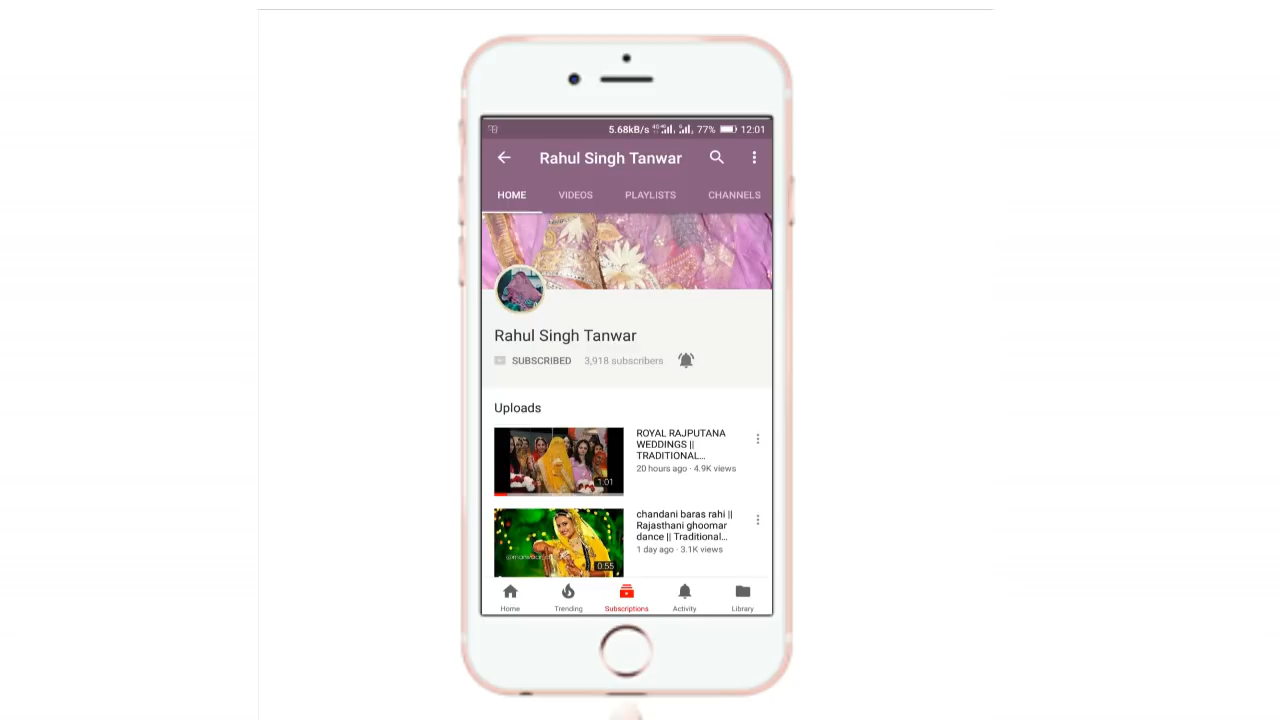 5.68kB/s 77% 12:01
Rahul Singh Tanwar
HOME VIDEOS PLAYLISTS CHANNELS
Rahul Singh Tanwar
SUBSCRIBED 3,918 subscribers
Uploads
ROYAL RAJPUTANA
WEDDINGS ||
TRADITIONAL...
20 hours ago · 4.9K views
1:01
chandani baras rahi ||
Rajasthani ghoomar
dance || Traditional...
1 day ago · 3.1K views
0:55
Home Trending Subscriptions Activity Library